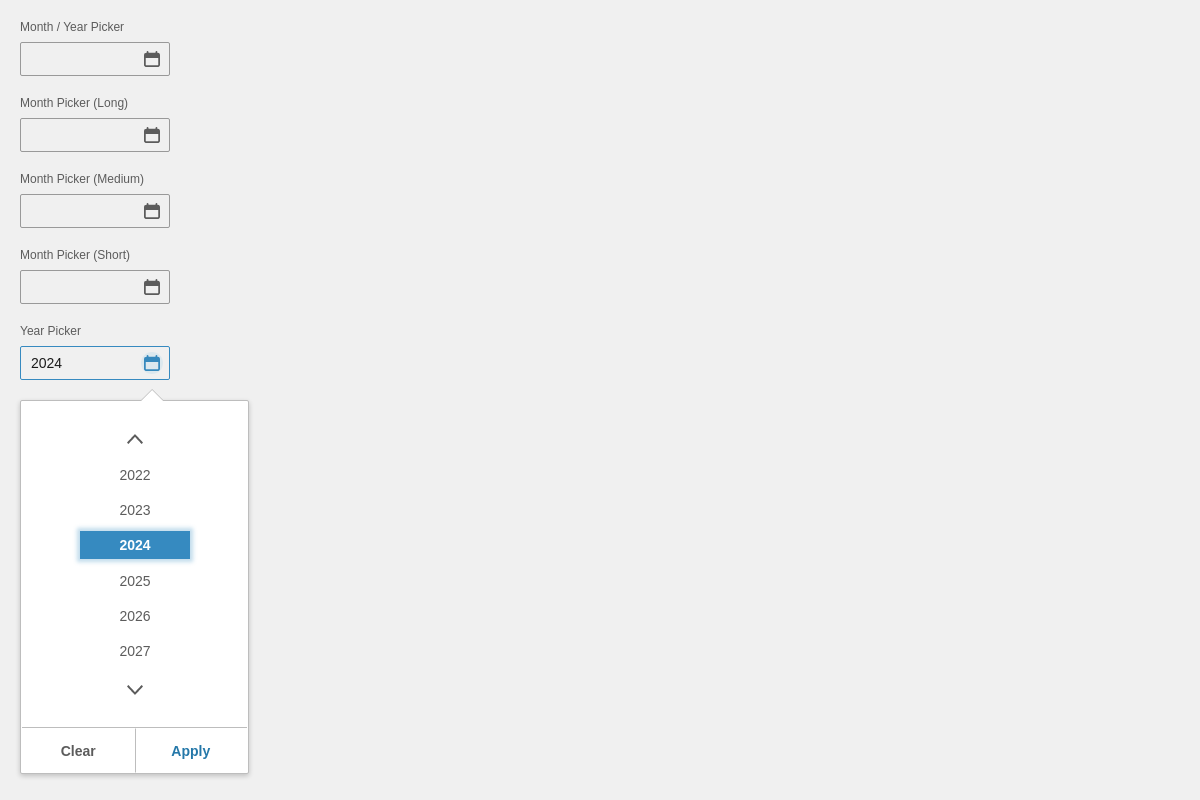 Month / Year Picker
Month Picker (Long)
Month Picker (Medium)
Month Picker (Short)
Year Picker
2024
2022
2023
2024
2025
2026
2027
Clear Apply